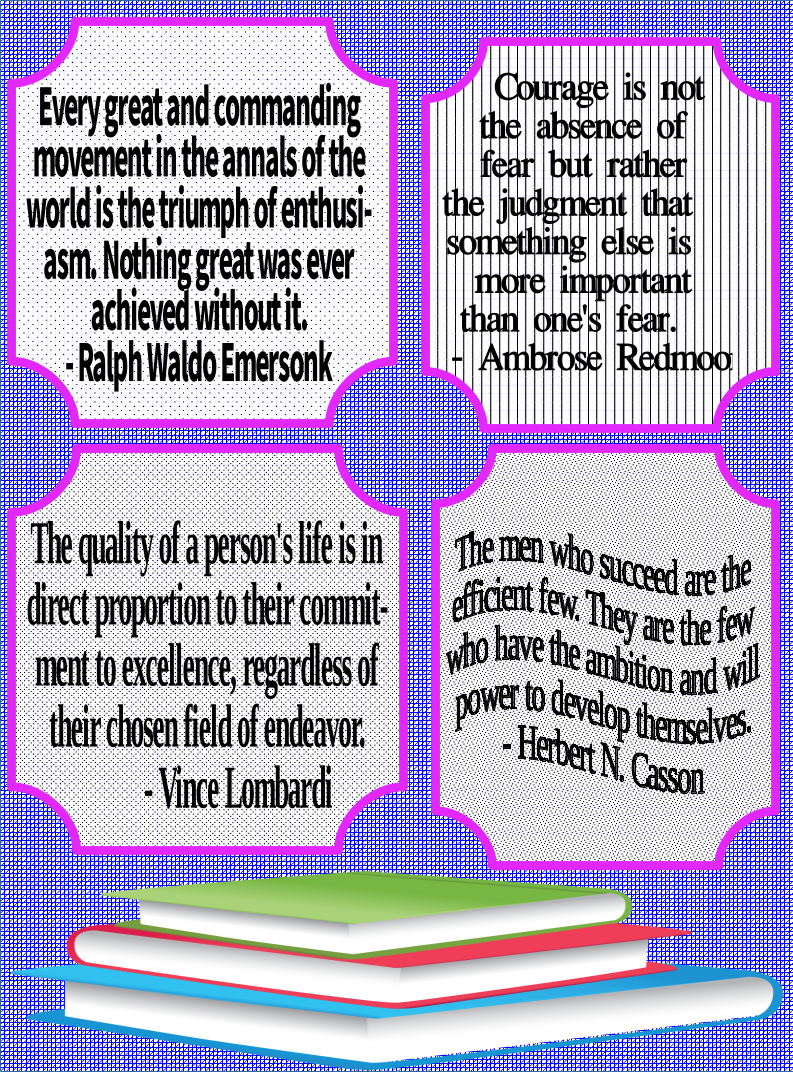 Every great and commanding
movement in the annals of the
world is the triumph of enthusi-
asm. Nothing great was ever
achieved without it.
- Ralph Waldo Emersonk
Courage is not
the absence of
fear but rather
the judgment that
something else is
more important
than one's fear.
- Ambrose Redmoo
The quality of a person's life is in
direct proportion to their commit-
ment to excellence, regardless of
their chosen field of endeavor.
- Vince Lombardi
The men who succeed are the
efficient few. They are the few
who have the ambition and will
power to develop themselves.
- Herbert N. Casson